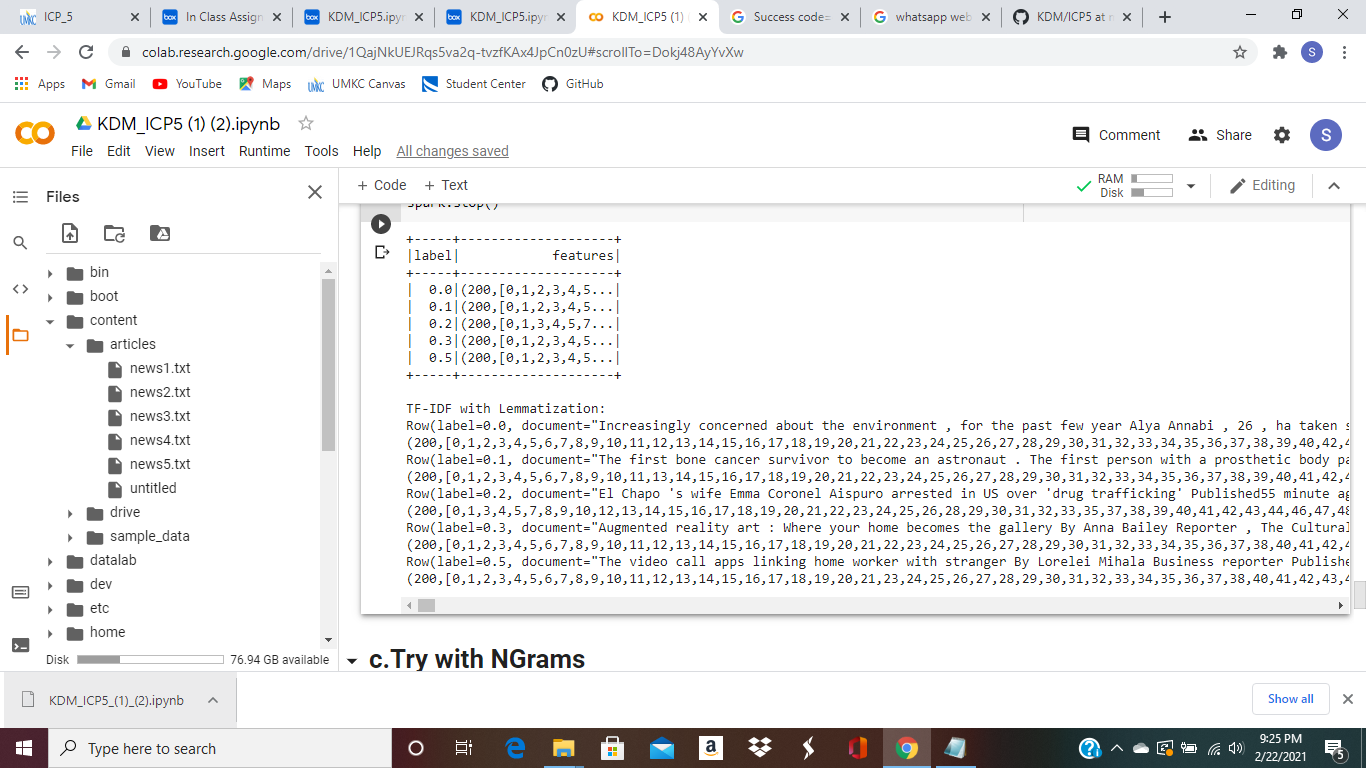 ICP_5
In Class Assign
KDM_ICP5.ipyn
KDM_ICP5.ipyn
KDM_ICP5 (1) (
Success code=
whatsapp web
KDM/ICP5 at m
colab.research.google.com/drive/1QajNkUEJRqs5va2q-tvzfKAx4JpCn0zU#scrollTo=Dokj48AyYvXw
S
Apps
Gmail
YouTube
Maps
UMKC Canvas
Student Center
GitHub
KDM_ICP5 (1) (2).ipynb
File Edit View Insert Runtime Tools Help All changes saved
Comment
Share
S
Files
+ Code + Text
RAM
Disk
Editing
bin
boot
content
articles
news1.txt
news2.txt
news3.txt
news4.txt
news5.txt
untitled
drive
sample_data
datalab
dev
etc
home
Disk
76.94 GB available
spark.stop()
+-----+--------------------+
|label|            features|
+-----+--------------------+
|  0.0|(200,[0,1,2,3,4,5...|
|  0.1|(200,[0,1,2,3,4,5...|
|  0.2|(200,[0,1,3,4,5,7...|
|  0.3|(200,[0,1,2,3,4,5...|
|  0.5|(200,[0,1,2,3,4,5...|
+-----+--------------------+
TF-IDF with Lemmatization:
Row(label=0.0, document="Increasingly concerned about the environment , for the past few year Alya Annabi , 26 , ha taken s
(200,[0,1,2,3,4,5,6,7,8,9,10,11,12,13,14,15,16,17,18,19,20,21,22,23,24,25,26,27,28,29,30,31,32,33,34,35,36,37,38,39,40,42,4
Row(label=0.1, document="The first bone cancer survivor to become an astronaut . The first person with a prosthetic body pa
(200,[0,1,2,3,4,5,6,7,8,9,10,11,12,13,14,15,16,17,18,19,20,21,22,23,24,25,26,27,28,29,30,31,32,33,34,35,36,37,38,39,40,41,4
Row(label=0.2, document="El Chapo 's wife Emma Coronel Aispuro arrested in US over 'drug trafficking' Published55 minute ag
(200,[0,1,3,4,5,7,8,9,10,12,13,14,15,16,17,18,19,20,21,22,23,24,25,26,28,29,30,31,32,33,35,37,38,39,40,41,42,43,44,46,47,48
Row(label=0.3, document="Augmented reality art : Where your home becomes the gallery By Anna Bailey Reporter , The Cultural
(200,[0,1,2,3,4,5,6,7,8,9,10,11,12,13,14,15,16,17,18,19,20,21,22,23,24,25,26,27,28,29,30,31,32,33,34,35,36,37,38,40,41,42,4
Row(label=0.5, document="The video call apps linking home worker with stranger By Lorelei Mihala Business reporter Publishe
(200,[0,1,2,3,4,5,6,7,8,9,10,11,12,13,14,15,16,17,18,19,20,21,23,24,25,26,27,28,29,30,31,32,33,34,35,36,37,38,40,41,42,43,4
c.Try with NGrams
KDM_ICP5_(1)_(2).ipynb
Show all
Type here to search
9:25 PM
2/22/2021
5